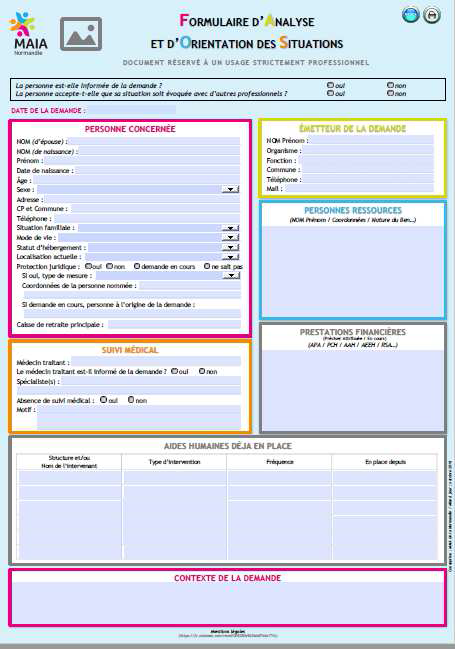 MAIA
Normandie
FORMULAIRE D'ANALYSE
ET D'ORIENTATION DES SITUATIONS
DOCUMENT RÉSERVÉ À UN USAGE STRICTEMENT PROFESSIONNEL
La personne est-elle informée de la demande ? oui non
La personne accepte-t-elle que sa situation soit évoquée avec d'autres professionnels ? oui non
DATE DE LA DEMANDE :
PERSONNE CONCERNÉE
NOM (d'épouse) :
NOM (de naissance) :
Prénom :
Date de naissance :
Âge :
Sexe :
Adresse :
CP et Commune :
Téléphone :
Situation familiale :
Mode de vie :
Statut d'hébergement :
Localisation actuelle :
Protection juridique : oui non demande en cours ne sait pas
Si oui, type de mesure :
Coordonnées de la personne nommée :
Si demande en cours, personne à l'origine de la demande :
Caisse de retraite principale :
ÉMETTEUR DE LA DEMANDE
NOM Prénom :
Organisme :
Fonction :
Commune :
Téléphone :
Mail :
PERSONNES RESSOURCES
(NOM Prénom / Coordonnées / Nature du lien...)
PRESTATIONS FINANCIÈRES
(Préciser Attribuée / En cours)
(APA / PCH / AAH / AEEH / RSA...)
SUIVI MÉDICAL
Médecin traitant :
Le médecin traitant est-il informé de la demande ? oui non
Spécialiste(s) :
Absence de suivi médical : oui non
Motif :
AIDES HUMAINES DÉJA EN PLACE
Structure et/ou
Nom de l'intervenant
Type d'intervention
Fréquence
En place depuis
CONTEXTE DE LA DEMANDE
Mentions légales